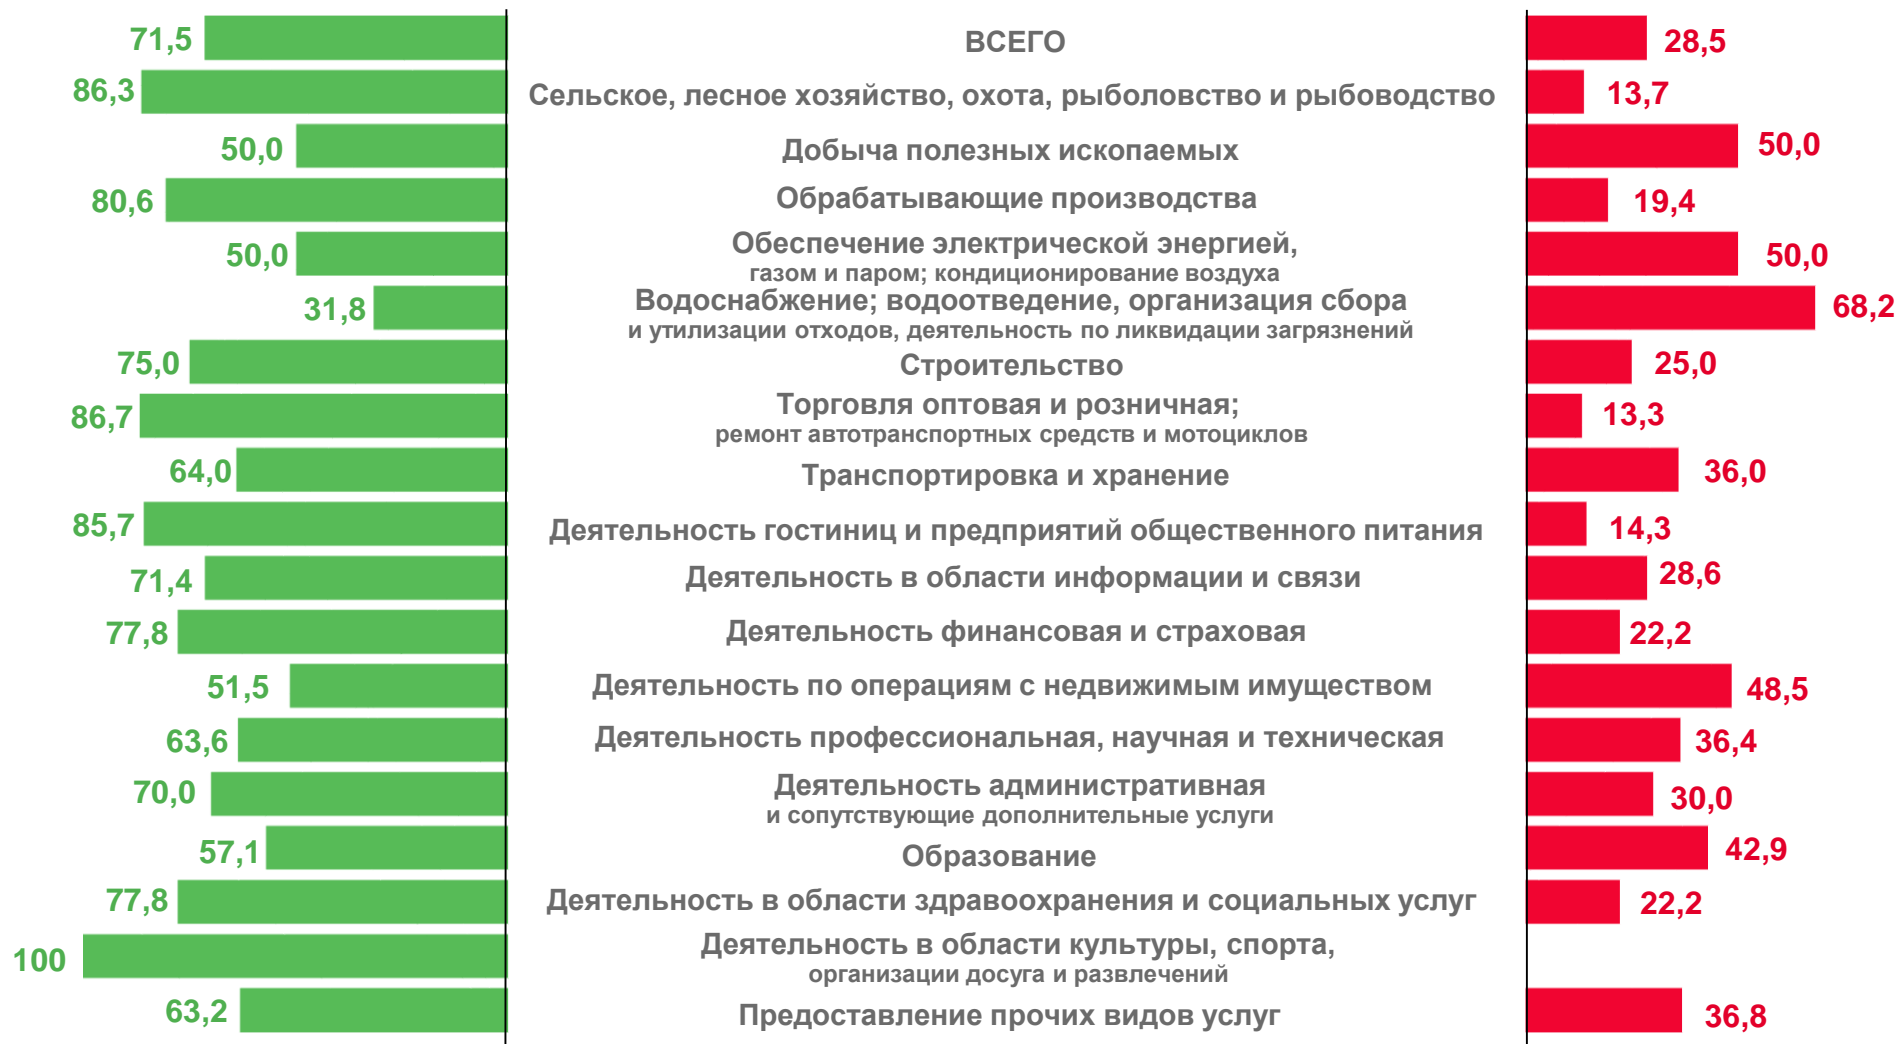 71,5 ВСЕГО 28,5
86,3 Сельское, лесное хозяйство, охота, рыболовство и рыбоводство 13,7
50,0 Добыча полезных ископаемых 50,0
80,6 Обрабатывающие производства 19,4
50,0 Обеспечение электрической энергией, 50,0
газом и паром; кондиционирование воздуха
31,8 Водоснабжение; водоотведение, организация сбора 68,2
и утилизации отходов, деятельность по ликвидации загрязнений
75,0 Строительство 25,0
86,7 Торговля оптовая и розничная; 13,3
ремонт автотранспортных средств и мотоциклов
64,0 Транспортировка и хранение 36,0
85,7 Деятельность гостиниц и предприятий общественного питания 14,3
71,4 Деятельность в области информации и связи 28,6
77,8 Деятельность финансовая и страховая 22,2
51,5 Деятельность по операциям с недвижимым имуществом 48,5
63,6 Деятельность профессиональная, научная и техническая 36,4
70,0 Деятельность административная 30,0
и сопутствующие дополнительные услуги
57,1 Образование 42,9
77,8 Деятельность в области здравоохранения и социальных услуг 22,2
100 Деятельность в области культуры, спорта,
организации досуга и развлечений
63,2 Предоставление прочих видов услуг 36,8